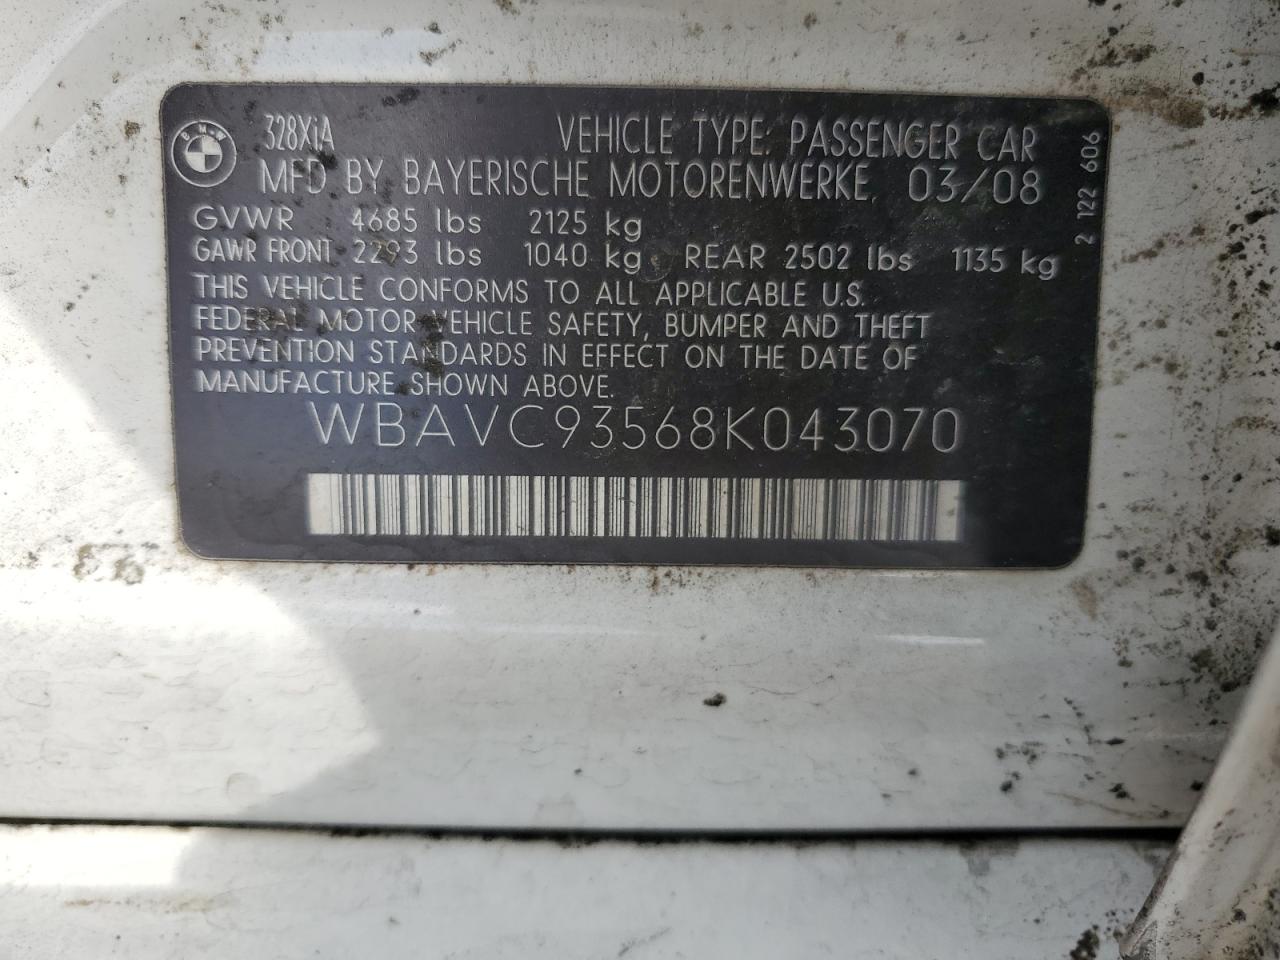 BMW
328XiA VEHICLE TYPE: PASSENGER CAR
MFD BY BAYERISCHE MOTORENWERKE, 03/08
GVWR 4685 lbs 2125 kg
GAWR FRONT 2293 lbs 1040 kg REAR 2502 lbs 1135 kg
THIS VEHICLE CONFORMS TO ALL APPLICABLE U.S.
FEDERAL MOTOR VEHICLE SAFETY, BUMPER AND THEFT
PREVENTION STANDARDS IN EFFECT ON THE DATE OF
MANUFACTURE SHOWN ABOVE.
WBAVC93568K043070
2 122 606